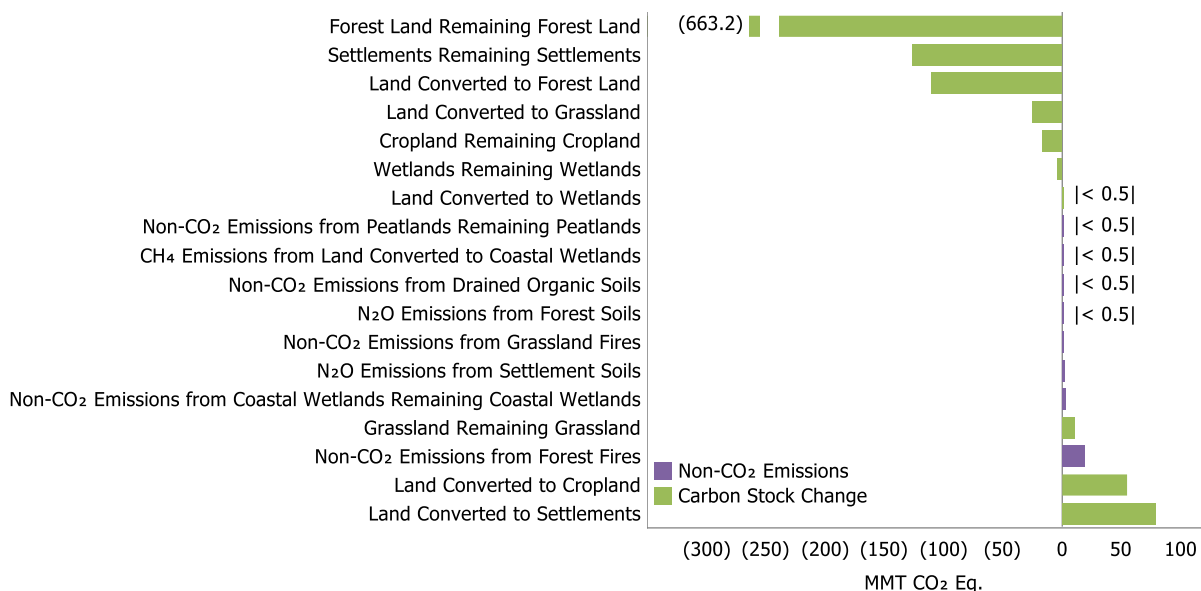 Forest Land Remaining Forest Land (663.2)
Settlements Remaining Settlements
Land Converted to Forest Land
Land Converted to Grassland
Cropland Remaining Cropland
Wetlands Remaining Wetlands
Land Converted to Wetlands |< 0.5|
Non-CO₂ Emissions from Peatlands Remaining Peatlands |< 0.5|
CH₄ Emissions from Land Converted to Coastal Wetlands |< 0.5|
Non-CO₂ Emissions from Drained Organic Soils |< 0.5|
N₂O Emissions from Forest Soils |< 0.5|
Non-CO₂ Emissions from Grassland Fires
N₂O Emissions from Settlement Soils
Non-CO₂ Emissions from Coastal Wetlands Remaining Coastal Wetlands
Grassland Remaining Grassland
Non-CO₂ Emissions from Forest Fires
Land Converted to Cropland
Land Converted to Settlements
Non-CO₂ Emissions
Carbon Stock Change
(300) (250) (200) (150) (100) (50) 0 50 100
MMT CO₂ Eq.